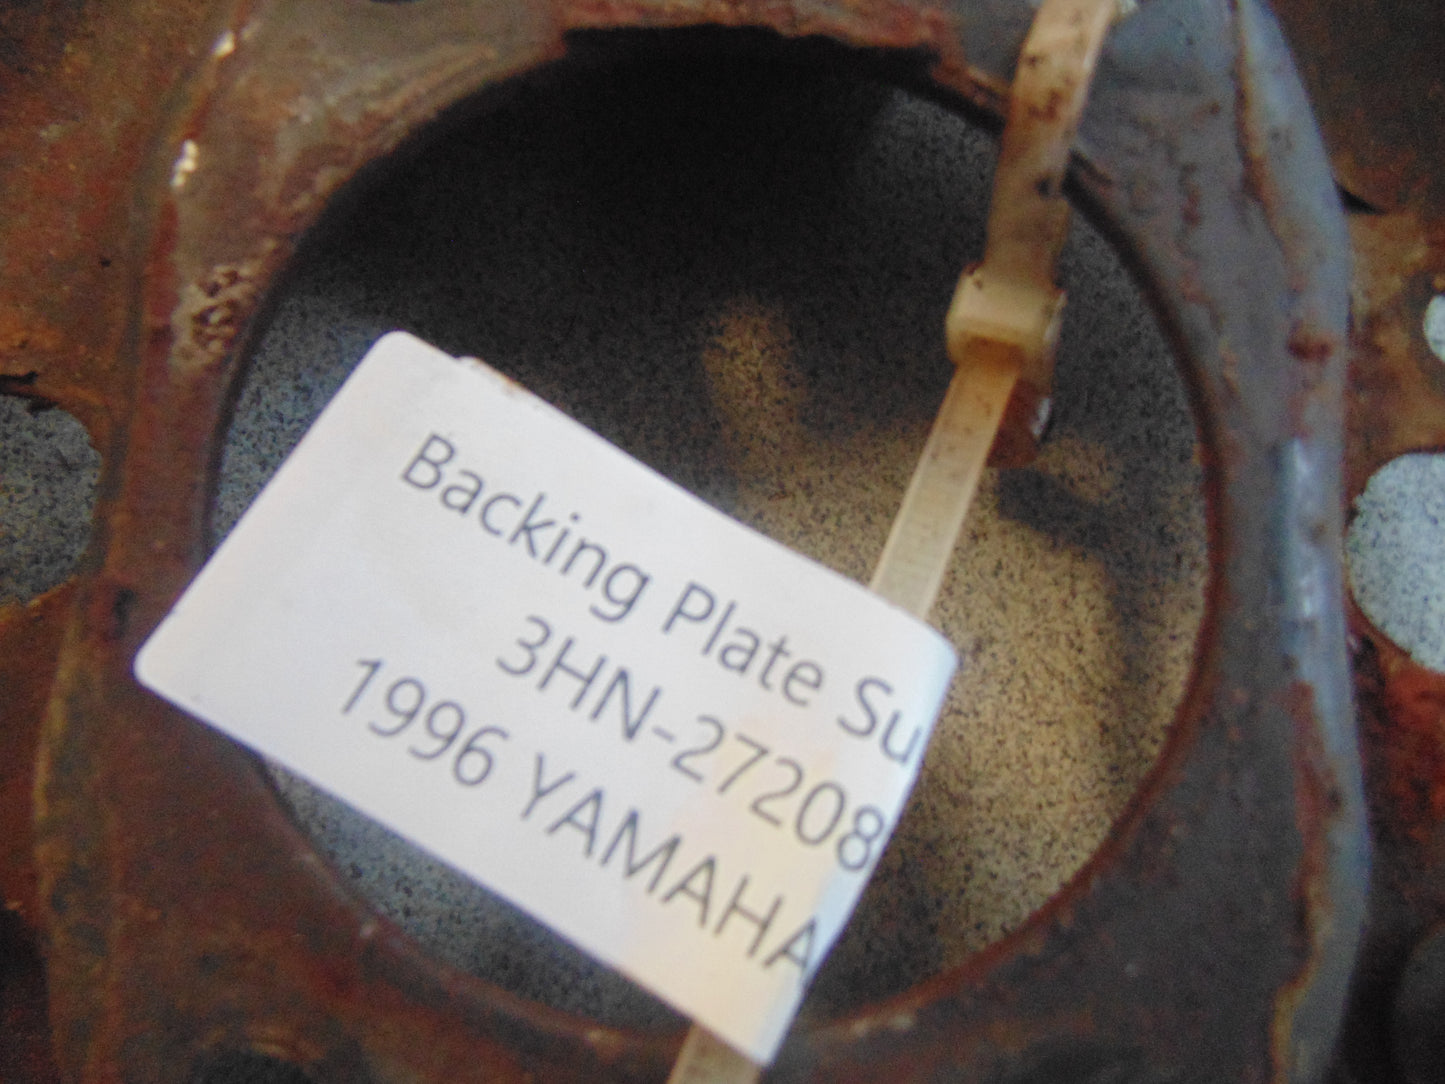 Backing Plate Su
3HN-27208
1996 YAMAHA